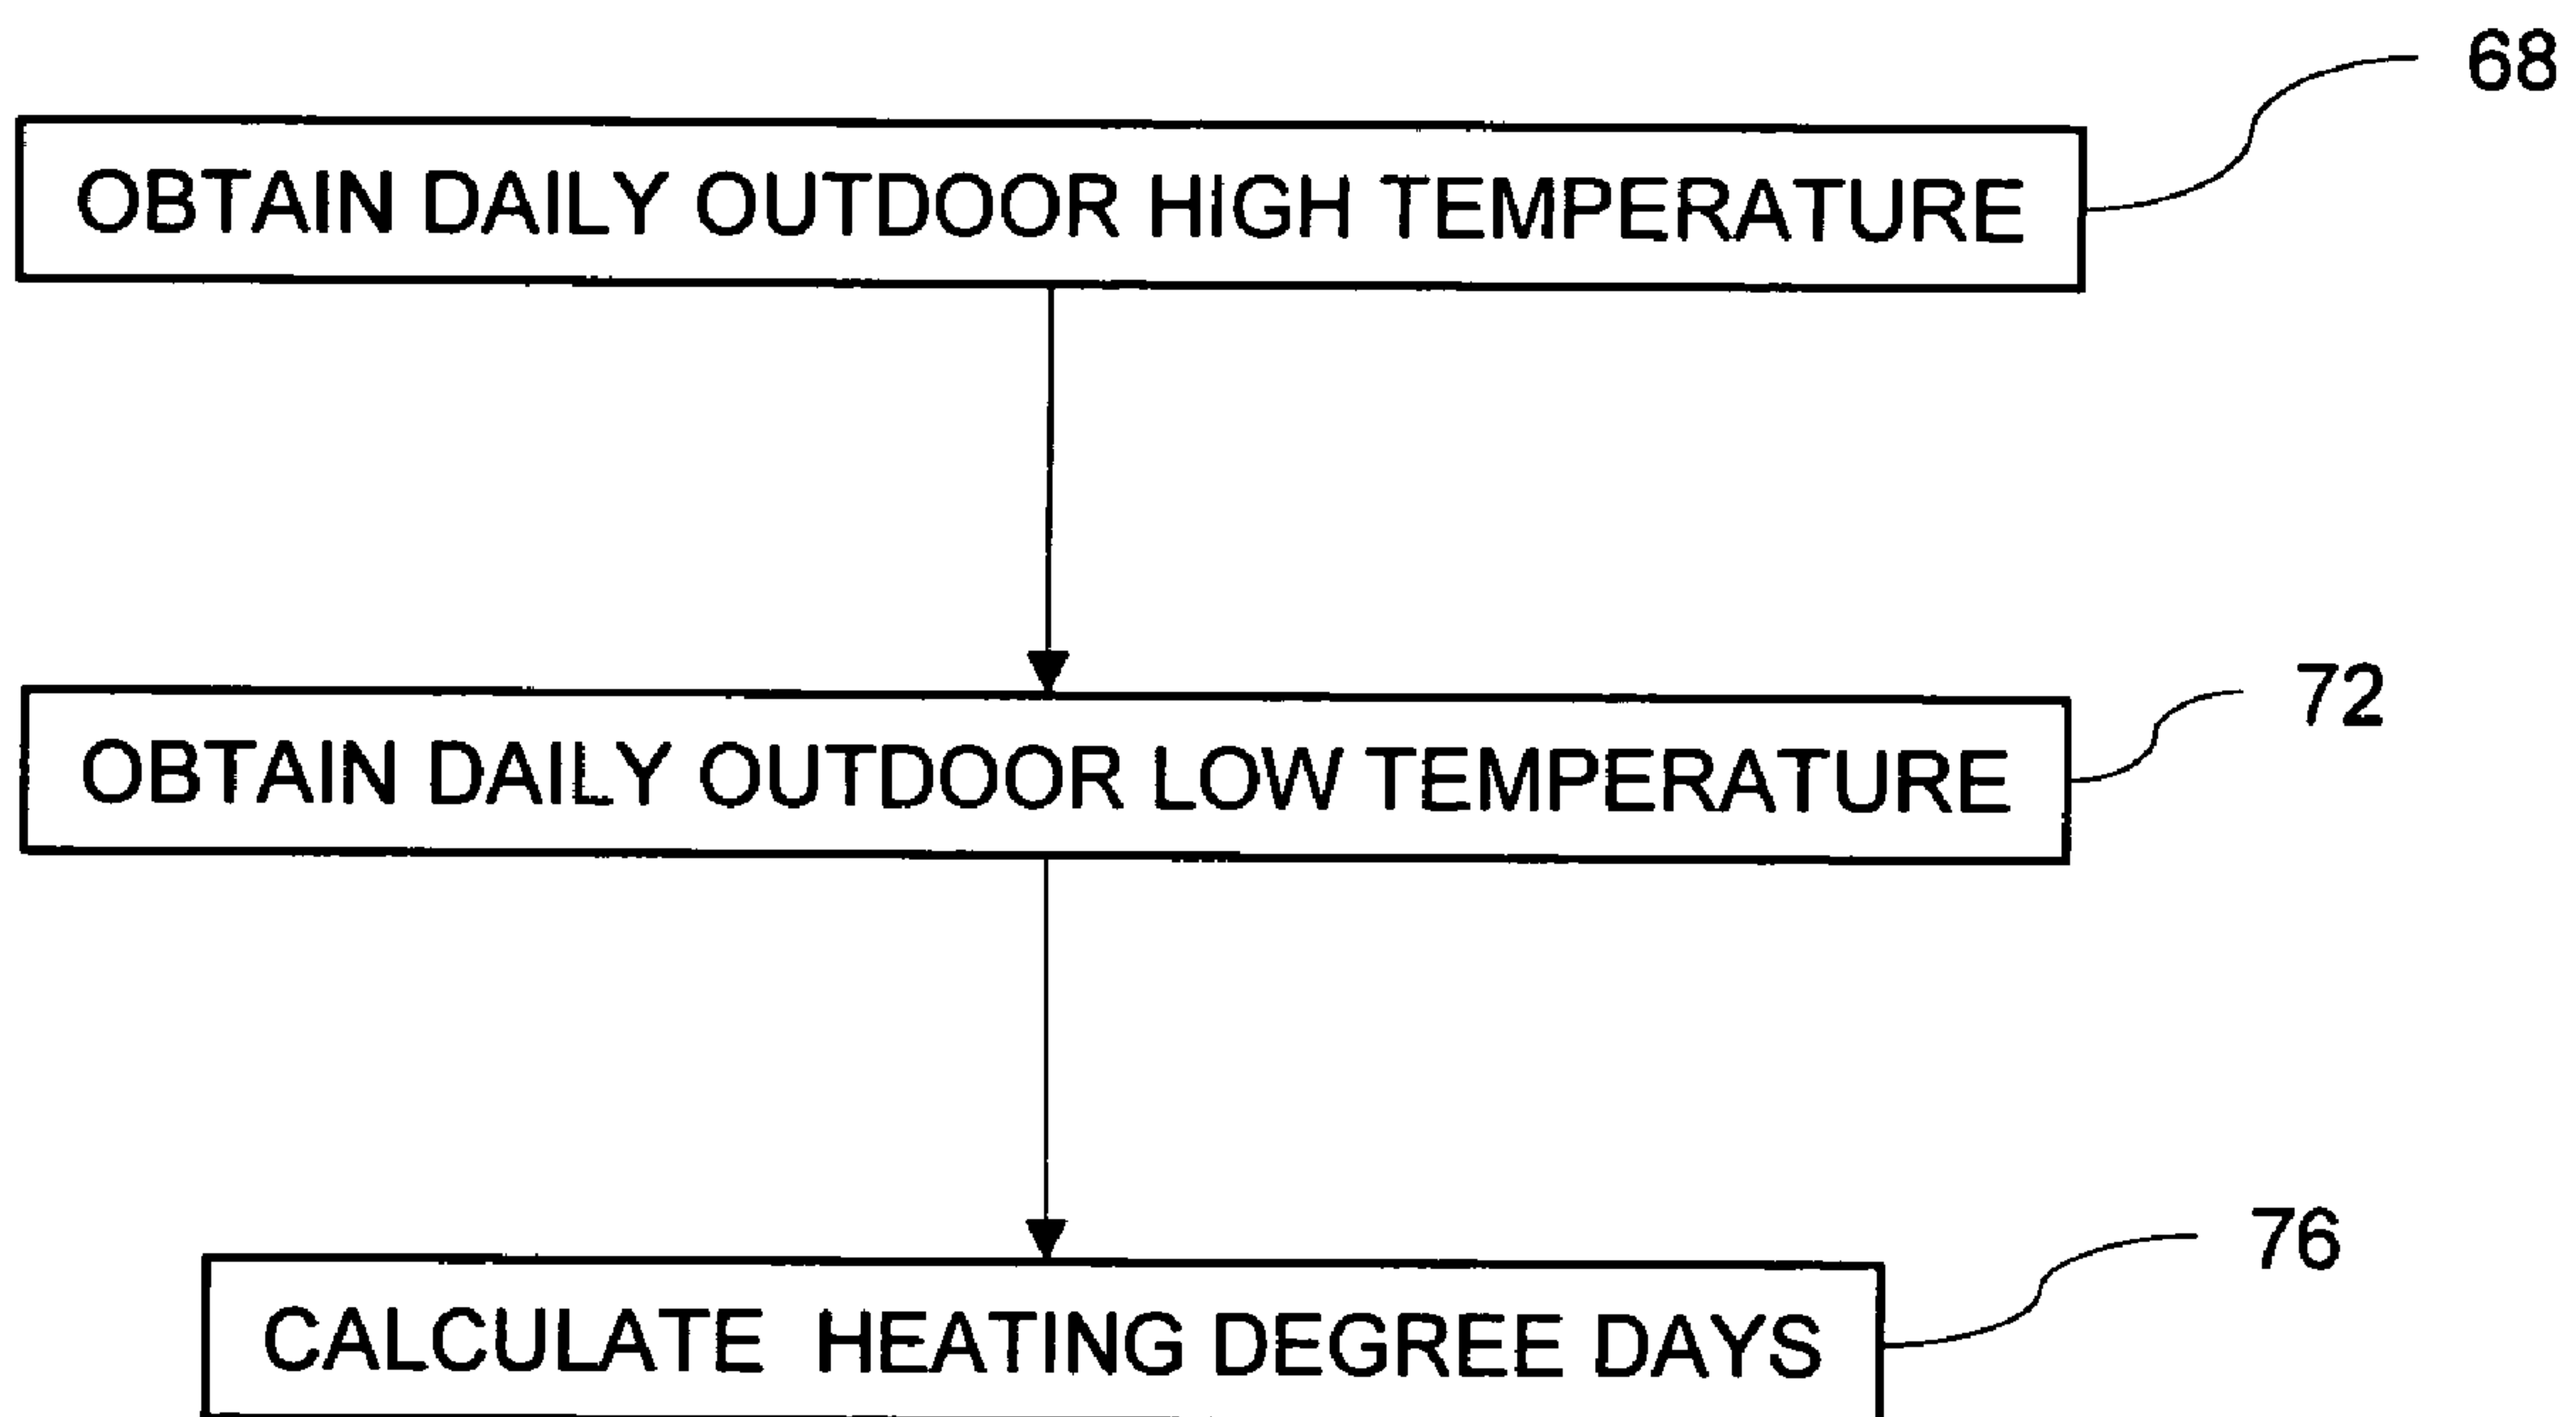 68
OBTAIN DAILY OUTDOOR HIGH TEMPERATURE
72
OBTAIN DAILY OUTDOOR LOW TEMPERATURE
76
CALCULATE HEATING DEGREE DAYS